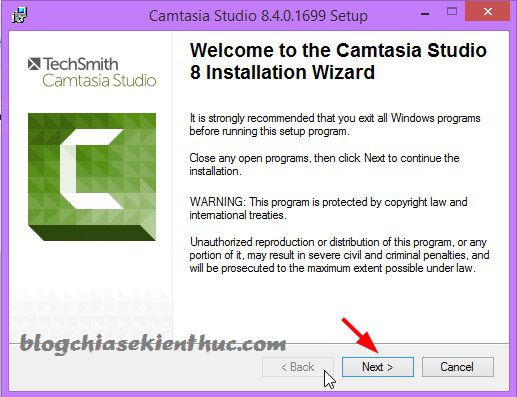 Camtasia Studio 8.4.0.1699 Setup
TechSmith
Camtasia Studio
Welcome to the Camtasia Studio
8 Installation Wizard
It is strongly recommended that you exit all Windows programs
before running this setup program.
Close any open programs, then click Next to continue the
installation.
WARNING: This program is protected by copyright law and
international treaties.
Unauthorized reproduction or distribution of this program, or any
portion of it, may result in severe civil and criminal penalties, and
will be prosecuted to the maximum extent possible under law.
blogchiasekienthuc.com
< Back
Next >
Cancel